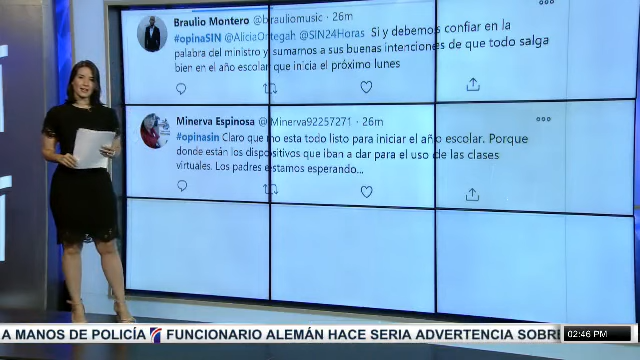 Braulio Montero @brauliomusic · 26m
#opinaSIN @AliciaOrtegah @SIN24Horas Si y debemos confiar en la
palabra del ministro y sumarnos a sus buenas intenciones de que todo salga
bien en el año escolar que inicia el próximo lunes
Minerva Espinosa @Minerva92257271 · 26m
#opinasin Claro que no esta todo listo para iniciar el año escolar. Porque
donde están los dispositivos que iban a dar para el uso de las clases
virtuales. Los padres estamos esperando...
A MANOS DE POLICÍA FUNCIONARIO ALEMÁN HACE SERIA ADVERTENCIA SOBR
02:46 PM